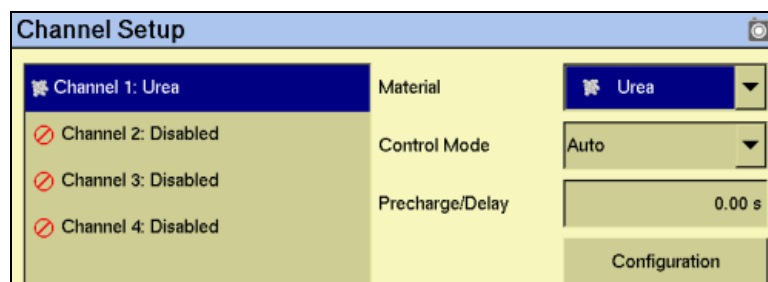 Channel Setup
Channel 1: Urea
Channel 2: Disabled
Channel 3: Disabled
Channel 4: Disabled
Material
Urea
Control Mode
Auto
Precharge/Delay
0.00 s
Configuration